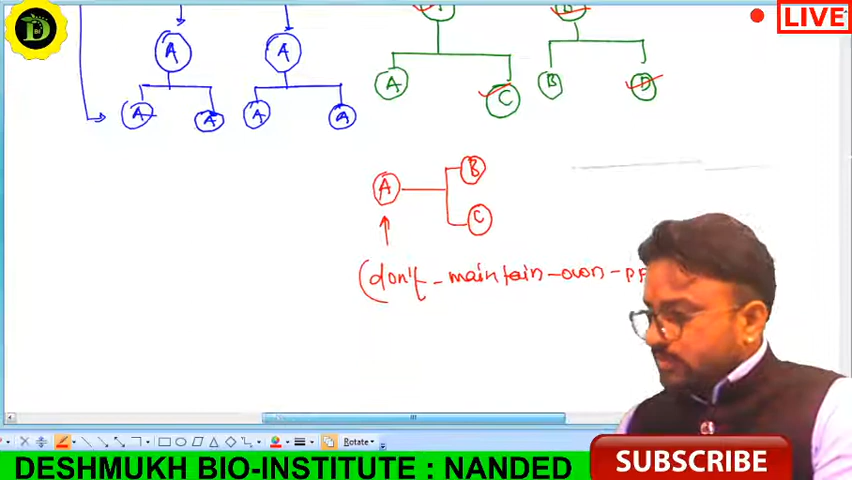 D
LIVE
A A
A A A A
A C B D
A B
C
(don't - maintain - own -
Rotate
DESHMUKH BIO-INSTITUTE : NANDED
SUBSCRIBE